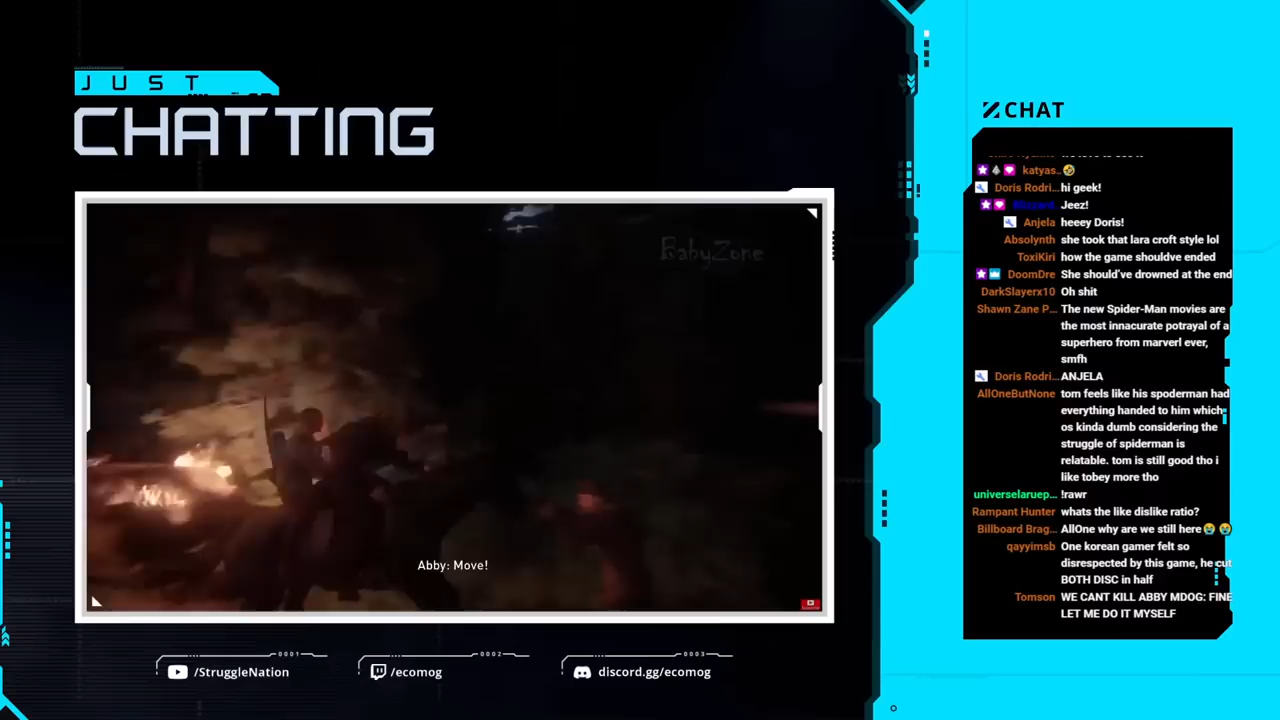 JUST
CHATTING
BabyZone
Abby: Move!
/StruggleNation
/ecomog
discord.gg/ecomog
0001
0002
0003
CHAT
katyas.. 🤣
Doris Rodri... hi geek!
Jeez!
Anjela heeey Doris!
Absolynth she took that lara croft style lol
ToxiKiri how the game shouldve ended
DoomDre She should've drowned at the end
DarkSlayerx10 Oh shit
Shawn Zane P... The new Spider-Man movies are
the most innacurate potrayal of a
superhero from marverl ever,
smfh
Doris Rodri... ANJELA
AllOneButNone tom feels like his spoderman had
everything handed to him which
os kinda dumb considering the
struggle of spiderman is
relatable. tom is still good tho i
like tobey more tho
universelaruep... !rawr
Rampant Hunter whats the like dislike ratio?
Billboard Brag... AllOne why are we still here 😭 😭
qayyimsb One korean gamer felt so
disrespected by this game, he cut
BOTH DISC in half
Tomson WE CANT KILL ABBY MDOG: FINE
LET ME DO IT MYSELF